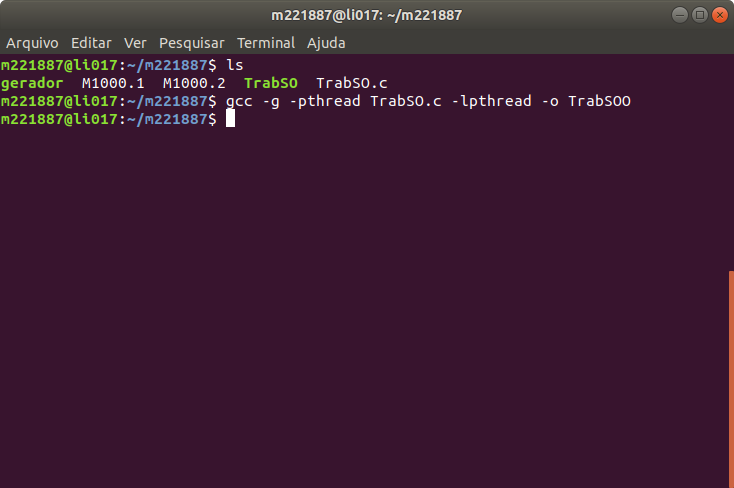 m221887@li017: ~/m221887
Arquivo Editar Ver Pesquisar Terminal Ajuda
m221887@li017:~/m221887$ ls
gerador  M1000.1  M1000.2  TrabSO  TrabSO.c
m221887@li017:~/m221887$ gcc -g -pthread TrabSO.c -lpthread -o TrabSOO
m221887@li017:~/m221887$